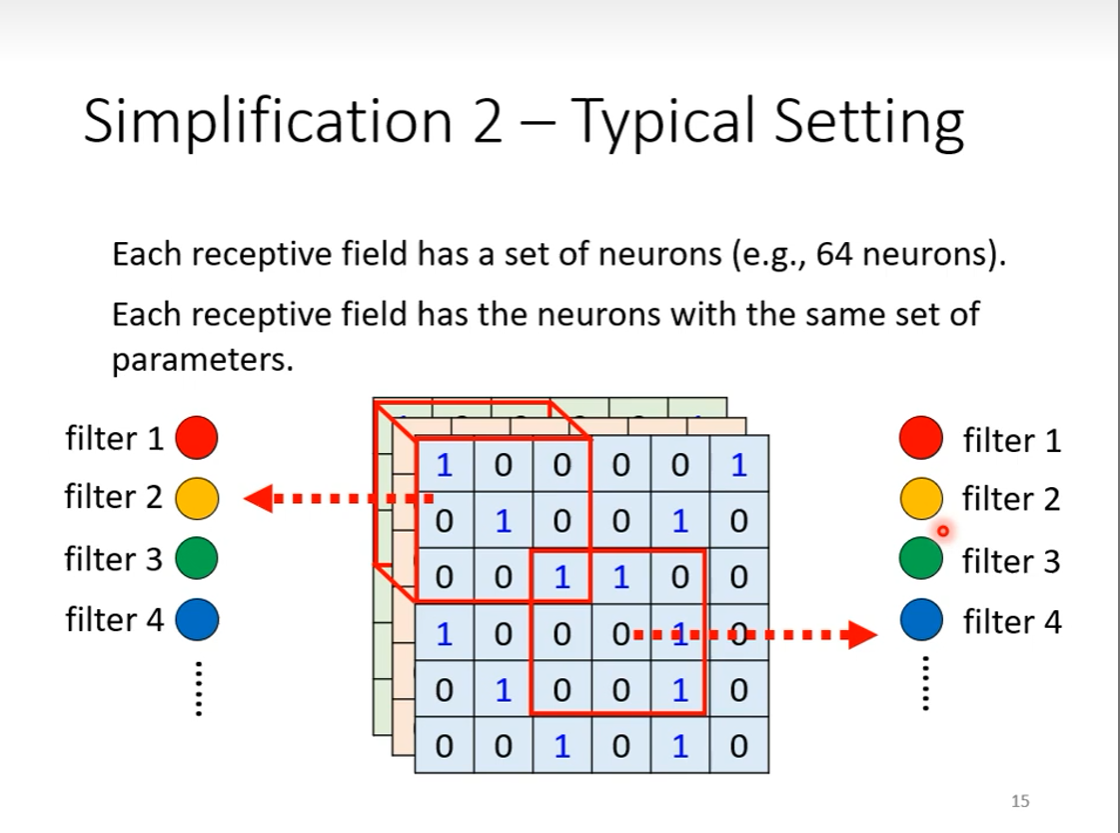 Simplification 2 – Typical Setting
Each receptive field has a set of neurons (e.g., 64 neurons).
Each receptive field has the neurons with the same set of
parameters.
filter 1
filter 2
filter 3
filter 4
1 0 0 0 0 1
0 1 0 0 1 0
0 0 1 1 0 0
1 0 0 0 1 0
0 1 0 0 1 0
0 0 1 0 1 0
filter 1
filter 2
filter 3
filter 4
15